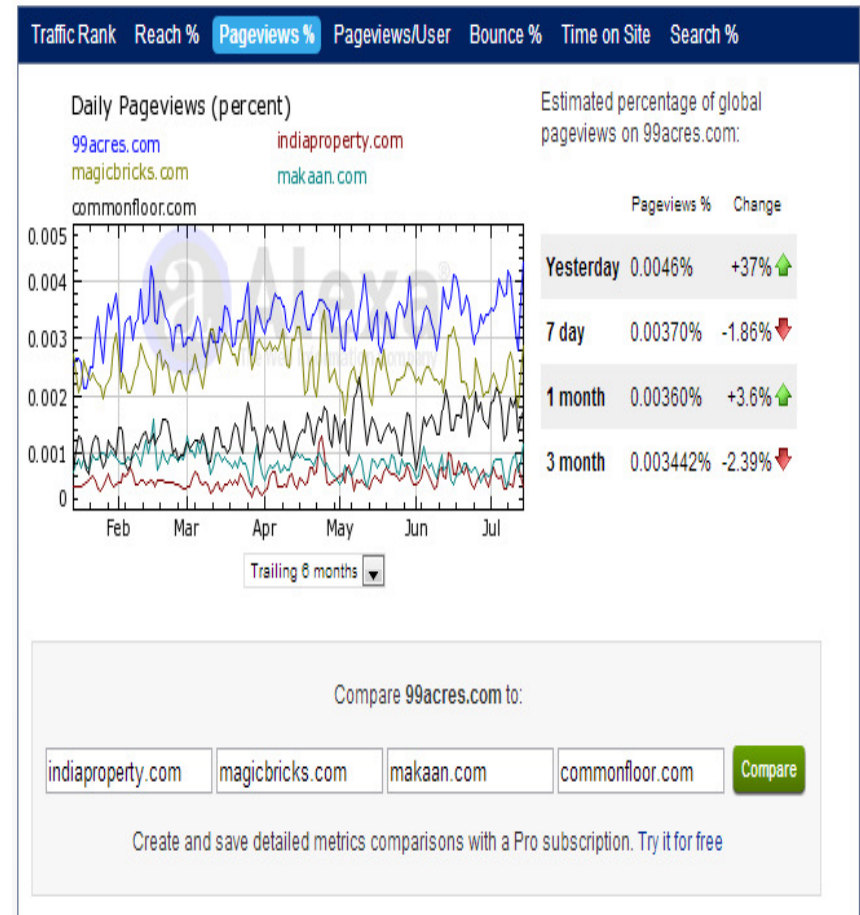 Traffic Rank Reach % Pageviews % Pageviews/User Bounce % Time on Site Search %
Daily Pageviews (percent)
99acres.com indiaproperty.com
magicbricks.com makaan.com
commonfloor.com
0.005
0.004
0.003
0.002
0.001
0
Feb Mar Apr May Jun Jul
a Alexa®
Trailing 6 months
Estimated percentage of global
pageviews on 99acres.com:
Pageviews % Change
Yesterday 0.0046% +37%
7 day 0.00370% -1.86%
1 month 0.00360% +3.6%
3 month 0.003442% -2.39%
Compare 99acres.com to:
indiaproperty.com magicbricks.com makaan.com commonfloor.com Compare
Create and save detailed metrics comparisons with a Pro subscription. Try it for free